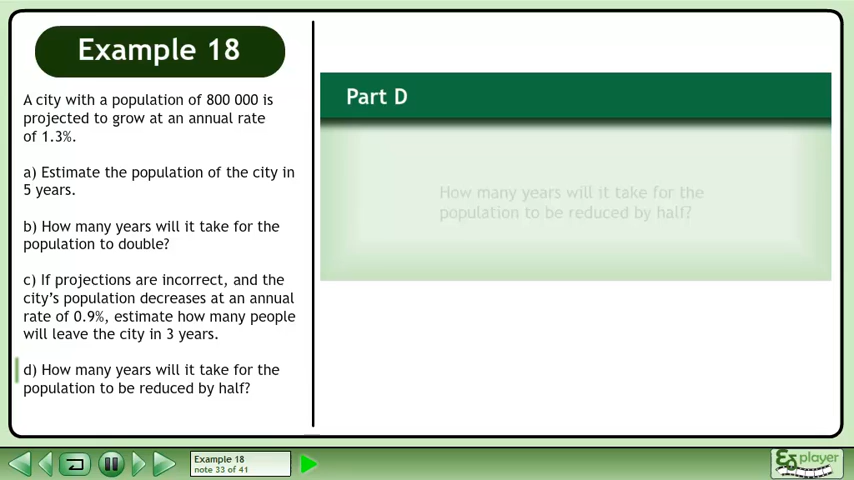 Example 18
A city with a population of 800 000 is
projected to grow at an annual rate
of 1.3%.
a) Estimate the population of the city in
5 years.
b) How many years will it take for the
population to double?
c) If projections are incorrect, and the
city's population decreases at an annual
rate of 0.9%, estimate how many people
will leave the city in 3 years.
d) How many years will it take for the
population to be reduced by half?
Part D
How many years will it take for the
population to be reduced by half?
Example 18
note 33 of 41
player